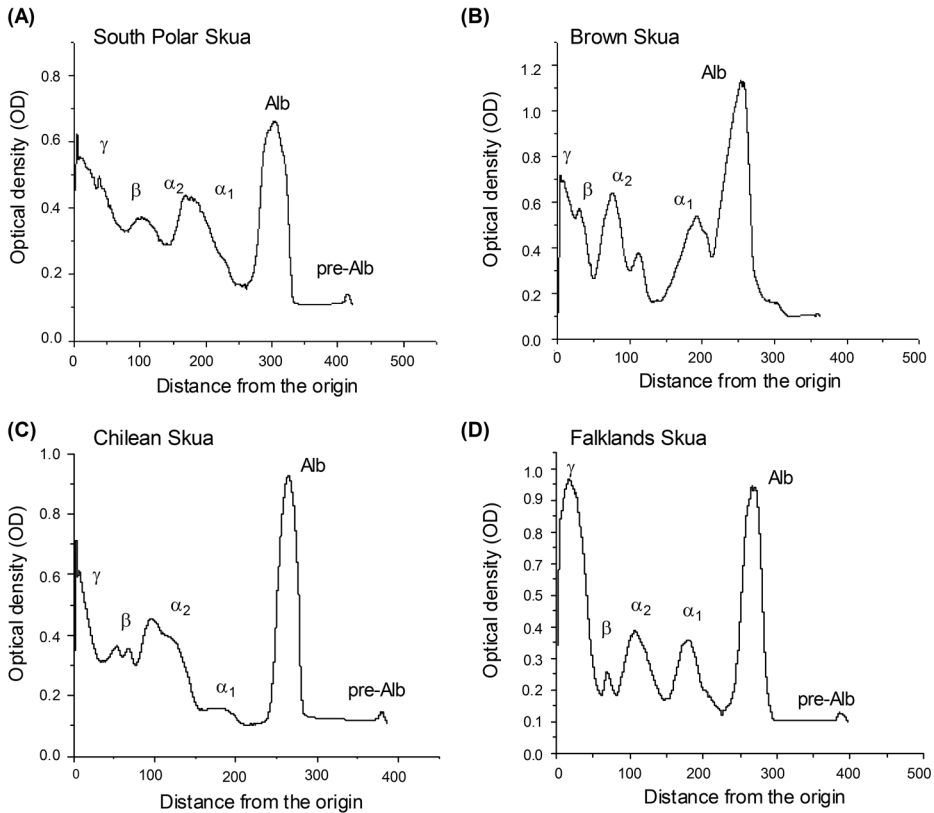 (A)
South Polar Skua
Optical density (OD)
0.8
0.6
0.4
0.2
0.0
γ
β
α2
α1
Alb
pre-Alb
0 100 200 300 400 500
Distance from the origin
(B)
Brown Skua
Optical density (OD)
1.2
1.0
0.8
0.6
0.4
0.2
0.0
γ
β
α2
α1
Alb
0 100 200 300 400 500
Distance from the origin
(C)
Chilean Skua
Optical density (OD)
1.0
0.8
0.6
0.4
0.2
0.0
γ
β
α2
α1
Alb
pre-Alb
0 100 200 300 400
Distance from the origin
(D)
Falklands Skua
Optical density (OD)
1.0
0.9
0.8
0.7
0.6
0.5
0.4
0.3
0.2
0.1
0.0
γ
β
α2
α1
Alb
pre-Alb
0 100 200 300 400 500
Distance from the origin